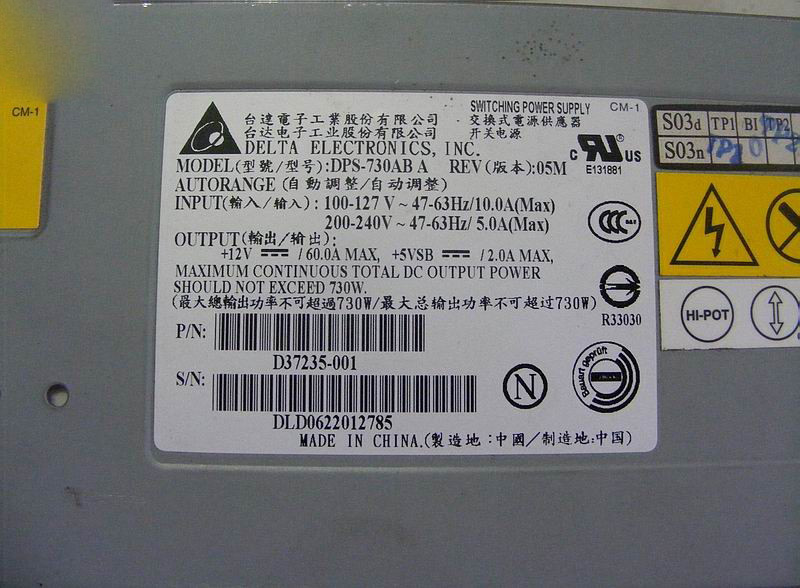 CM-1
台達電子工業股份有限公司
台达电子工业股份有限公司
DELTA ELECTRONICS, INC.
SWITCHING POWER SUPPLY CM-1
交換式電源供應器
开关电源
MODEL(型號/型号):DPS-730AB A REV(版本):05M
AUTORANGE (自動調整/自动调整)
INPUT(輸入/输入): 100-127 V ~ 47-63Hz/10.0A(Max)
200-240V ~ 47-63Hz/ 5.0A(Max)
OUTPUT(輸出/输出):
+12V ⎓ /60.0A MAX, +5VSB ⎓ /2.0A MAX,
MAXIMUM CONTINUOUS TOTAL DC OUTPUT POWER
SHOULD NOT EXCEED 730W.
(最大總輸出功率不可超過730W/最大总输出功率不可超过730W)
P/N:
D37235-001
S/N:
DLD0622012785
MADE IN CHINA.(製造地:中國/制造地:中国)
c RU ® US
E131881
CCC
R33030
N
Bauart geprüft
S03d TP1 BI TP2
S03n
HI-POT